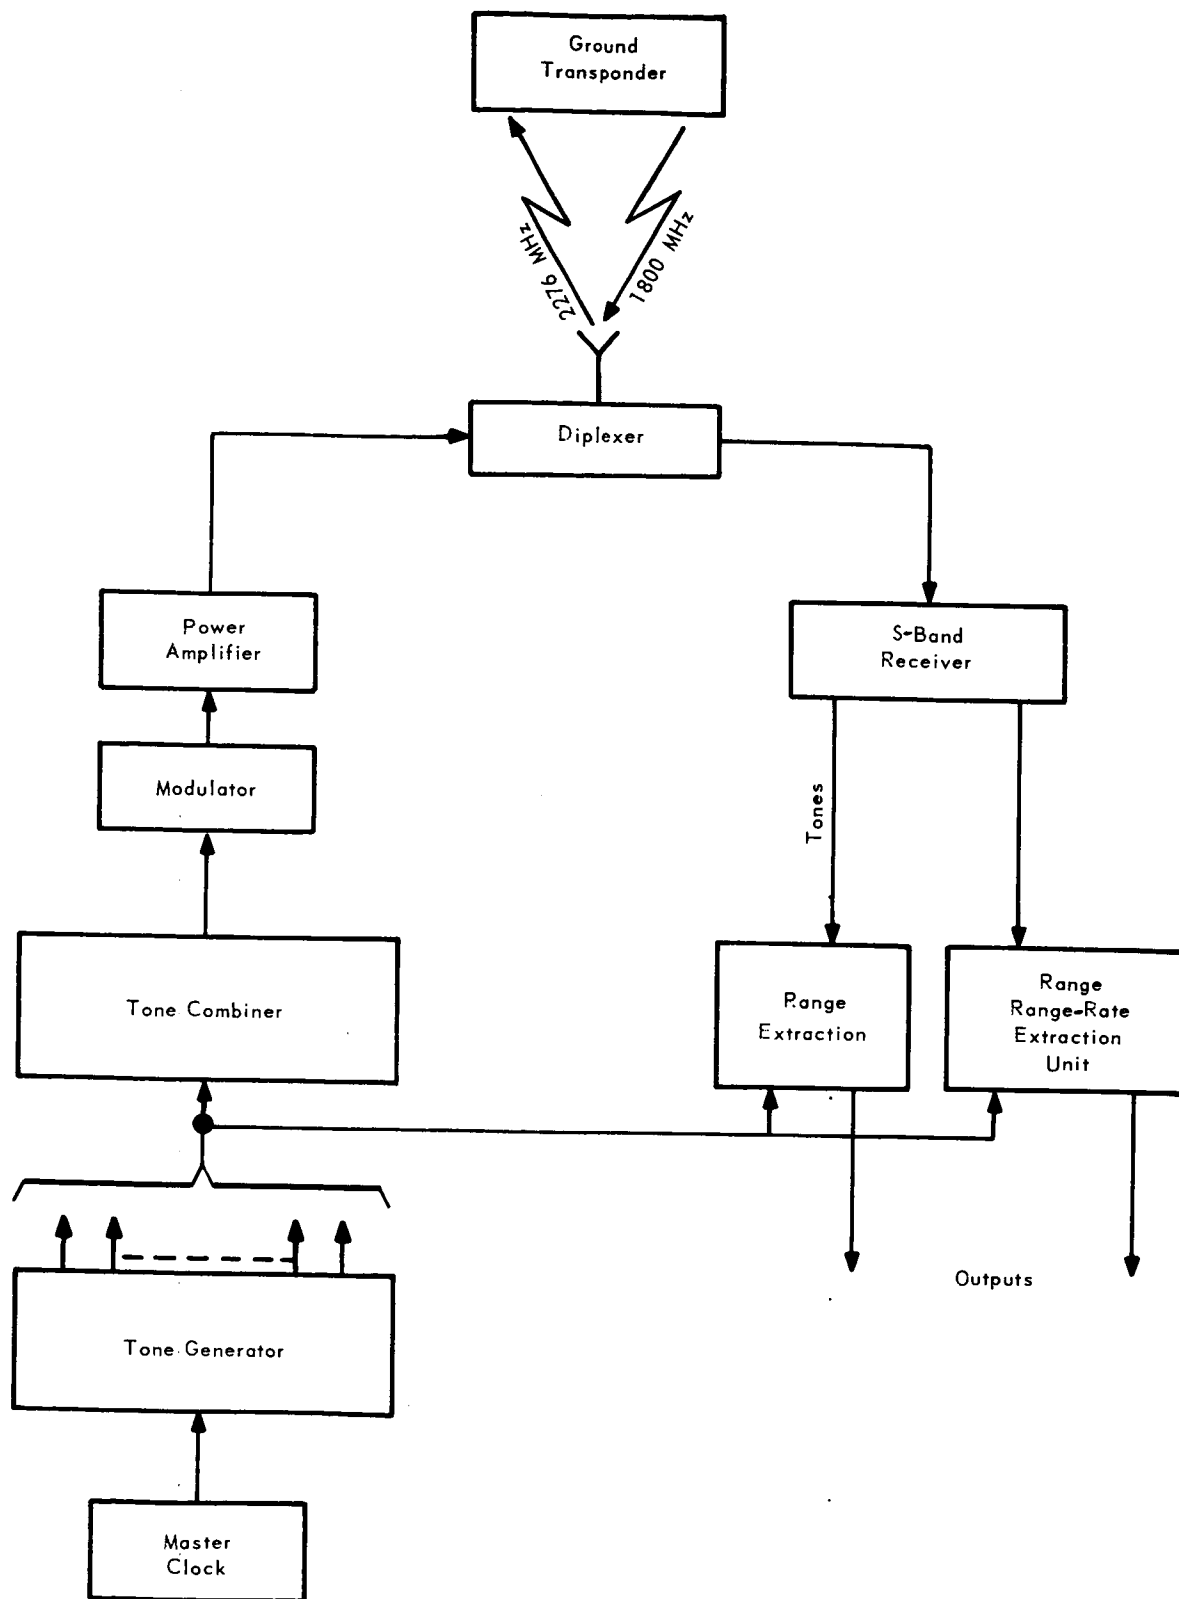 Ground
Transponder
2276 MHz
1800 MHz
Diplexer
Power
Amplifier
S-Band
Receiver
Modulator
Tones
Tone Combiner
Range
Extraction
Range
Range-Rate
Extraction
Unit
Outputs
Tone Generator
Master
Clock